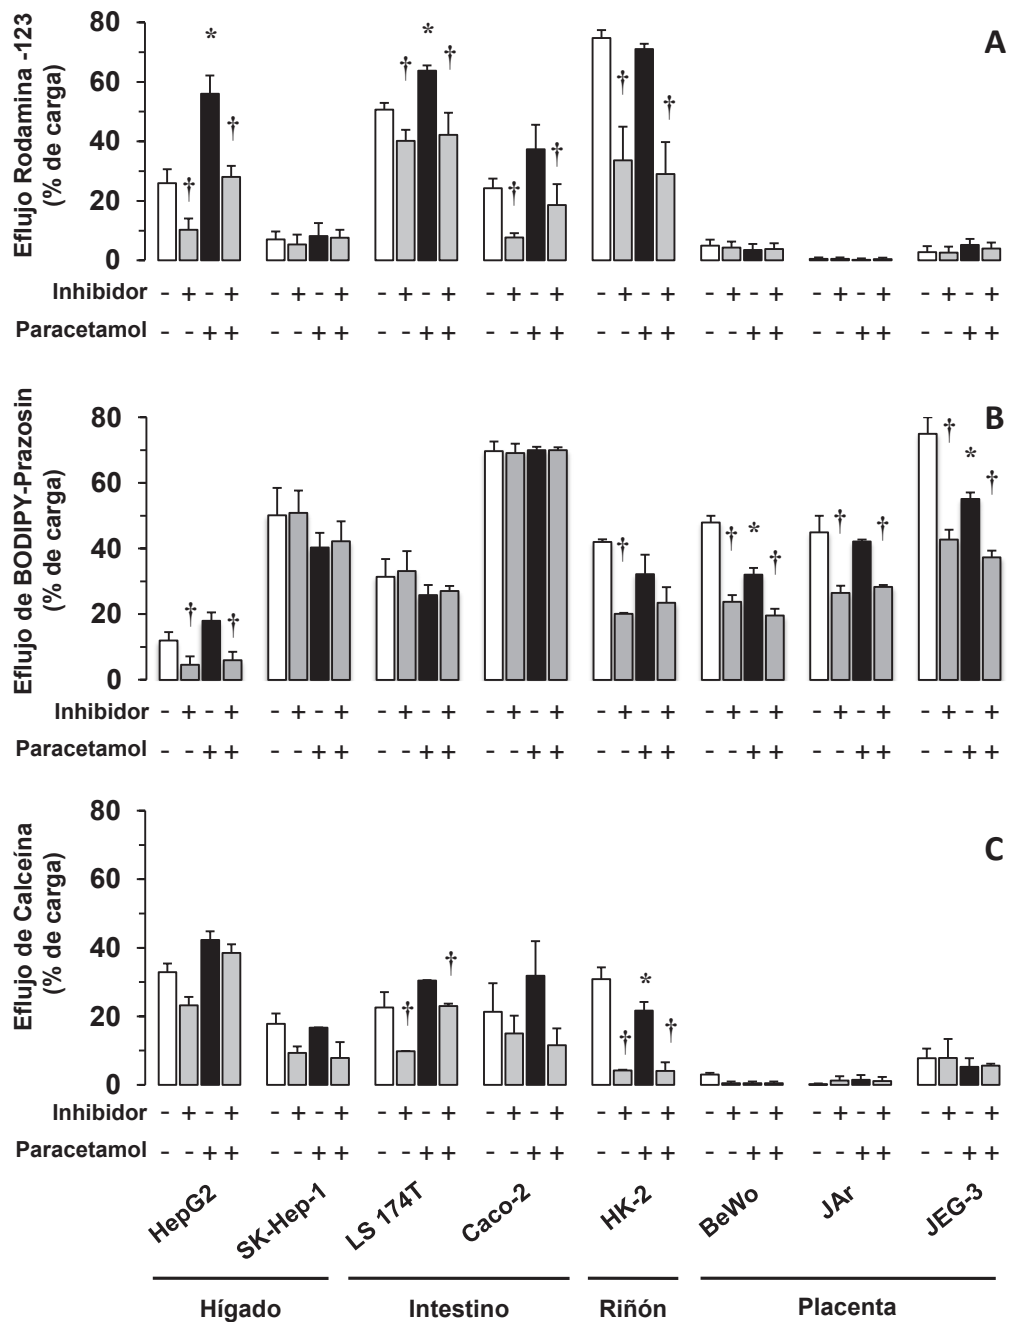 A
Eflujo Rodamina -123
(% de carga)
80
60
40
20
0
* † † † * † † † † †
Inhibidor - + - + - + - + - + - + - + - + - + - + - + - + - + - + - + - +
Paracetamol - - + + - - + + - - + + - - + + - - + + - - + + - - + + - - + +
B
Eflujo de BODIPY-Prazosin
(% de carga)
80
60
40
20
0
† † † † * † † † † * †
Inhibidor - + - + - + - + - + - + - + - + - + - + - + - + - + - + - + - +
Paracetamol - - + + - - + + - - + + - - + + - - + + - - + + - - + + - - + +
C
Eflujo de Calceína
(% de carga)
80
60
40
20
0
† † † * †
Inhibidor - + - + - + - + - + - + - + - + - + - + - + - + - + - + - + - +
Paracetamol - - + + - - + + - - + + - - + + - - + + - - + + - - + + - - + +
HepG2 SK-Hep-1 LS 174T Caco-2 HK-2 BeWo JAr JEG-3
Hígado Intestino Riñón Placenta